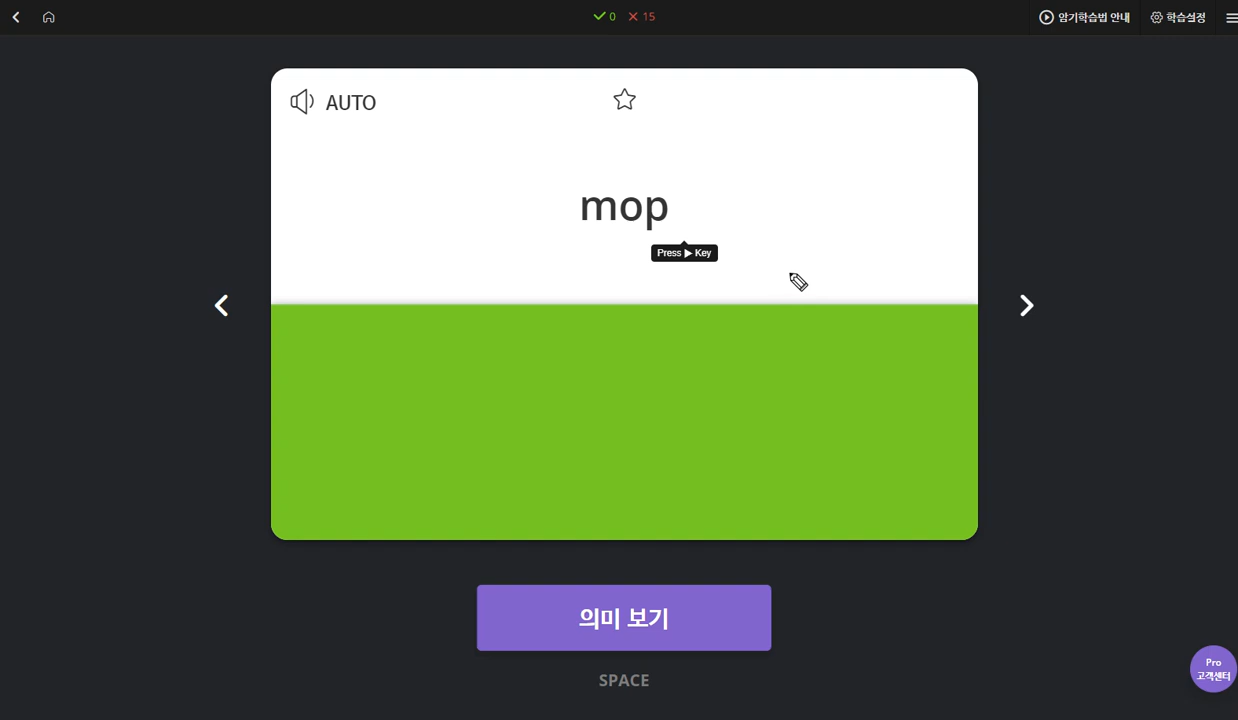 0 15 암기학습법 안내 학습설정
AUTO
mop
Press ▶ Key
의미 보기
SPACE
Pro
고객센터